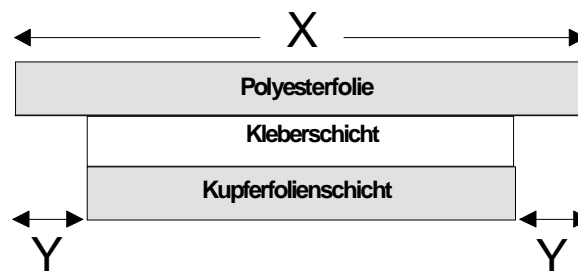 X
Polyesterfolie
Kleberschicht
Kupferfolienschicht
Y Y